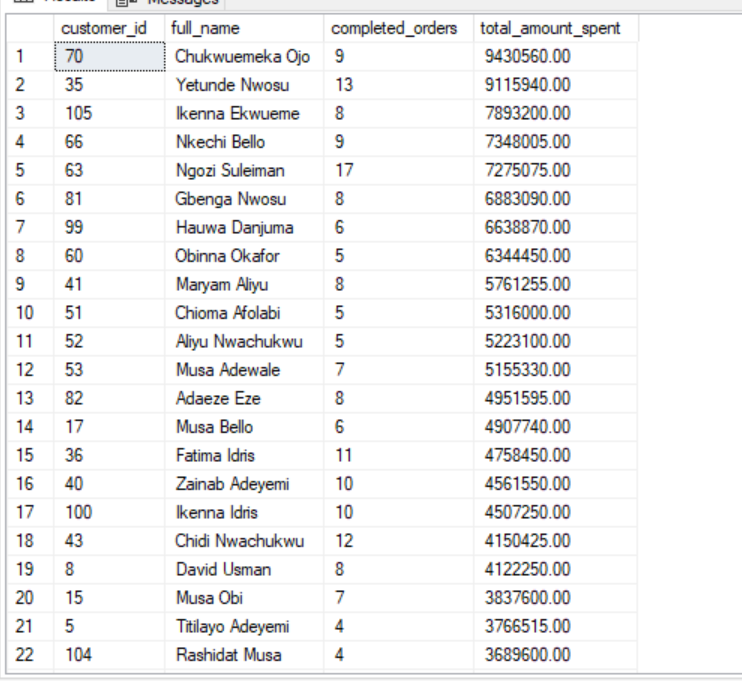 Results Messages
customer_id full_name completed_orders total_amount_spent
1 70 Chukwuemeka Ojo 9 9430560.00
2 35 Yetunde Nwosu 13 9115940.00
3 105 Ikenna Ekwueme 8 7893200.00
4 66 Nkechi Bello 9 7348005.00
5 63 Ngozi Suleiman 17 7275075.00
6 81 Gbenga Nwosu 8 6883090.00
7 99 Hauwa Danjuma 6 6638870.00
8 60 Obinna Okafor 5 6344450.00
9 41 Maryam Aliyu 8 5761255.00
10 51 Chioma Afolabi 5 5316000.00
11 52 Aliyu Nwachukwu 5 5223100.00
12 53 Musa Adewale 7 5155330.00
13 82 Adaeze Eze 8 4951595.00
14 17 Musa Bello 6 4907740.00
15 36 Fatima Idris 11 4758450.00
16 40 Zainab Adeyemi 10 4561550.00
17 100 Ikenna Idris 10 4507250.00
18 43 Chidi Nwachukwu 12 4150425.00
19 8 David Usman 8 4122250.00
20 15 Musa Obi 7 3837600.00
21 5 Titilayo Adeyemi 4 3766515.00
22 104 Rashidat Musa 4 3689600.00